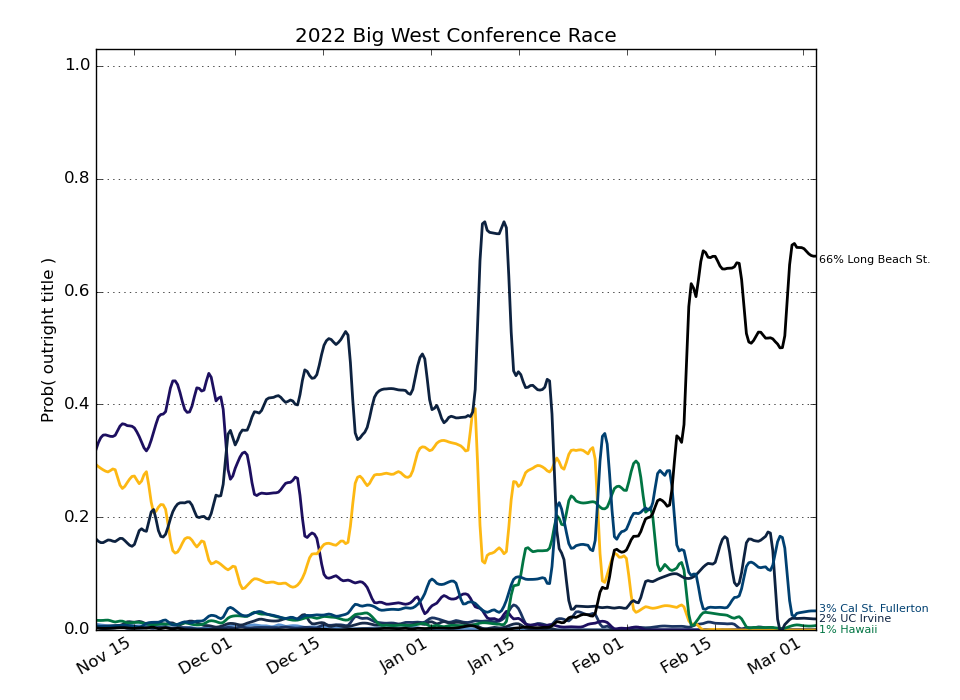 2022 Big West Conference Race
Prob( outright title )
1.0
0.8
0.6
0.4
0.2
0.0
Nov 15
Dec 01
Dec 15
Jan 01
Jan 15
Feb 01
Feb 15
Mar 01
66% Long Beach St.
3% Cal St. Fullerton
2% UC Irvine
1% Hawaii